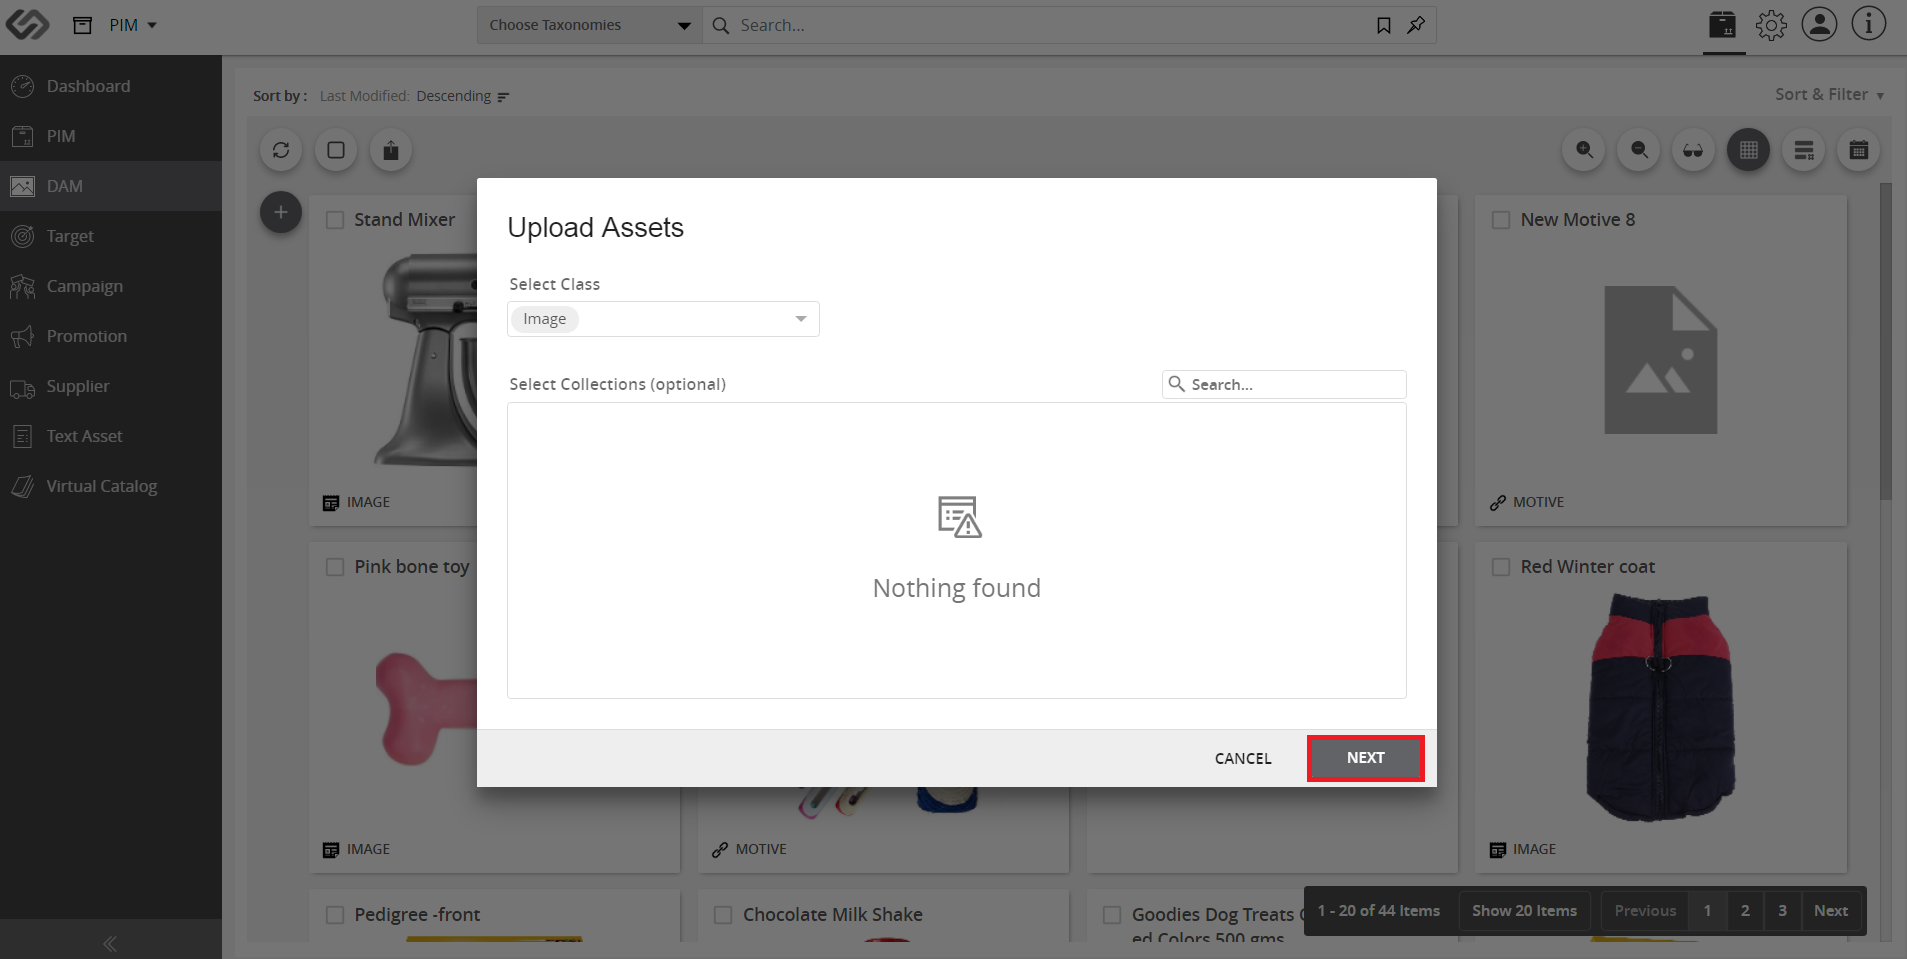 PIM
Choose Taxonomies
Search...
Dashboard
PIM
DAM
Target
Campaign
Promotion
Supplier
Text Asset
Virtual Catalog
Sort by : Last Modified: Descending
Sort & Filter
Stand Mixer
IMAGE
New Motive 8
MOTIVE
Upload Assets
Select Class
Image
Select Collections (optional)
Search...
Nothing found
CANCEL
NEXT
Pink bone toy
IMAGE
MOTIVE
Red Winter coat
IMAGE
Pedigree -front
Chocolate Milk Shake
Goodies Dog Treats
ed Colors 500 gms
1 - 20 of 44 Items
Show 20 Items
Previous 1 2 3 Next